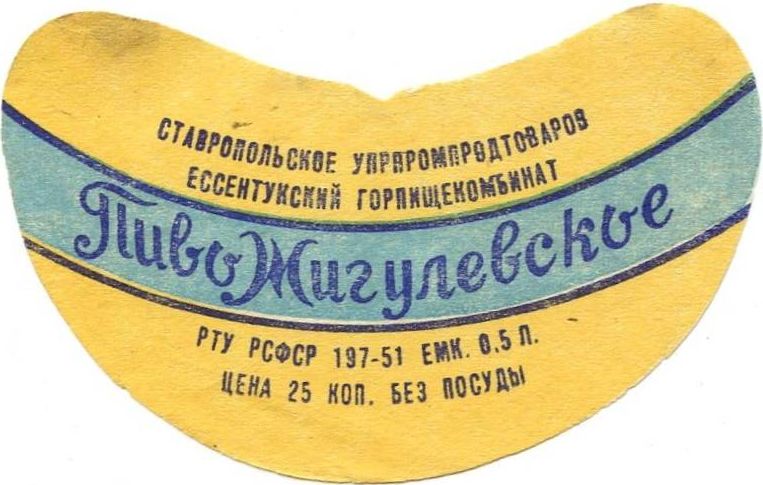 СТАВРОПОЛЬСКОЕ УПРПРОМПРОДТОВАРОВ
ЕССЕНТУКСКИЙ ГОРПИЩЕКОМБИНАТ
Пиво Жигулевское
РТУ РСФСР 197-51 ЕМК. 0,5 Л.
ЦЕНА 25 КОП. БЕЗ ПОСУДЫ